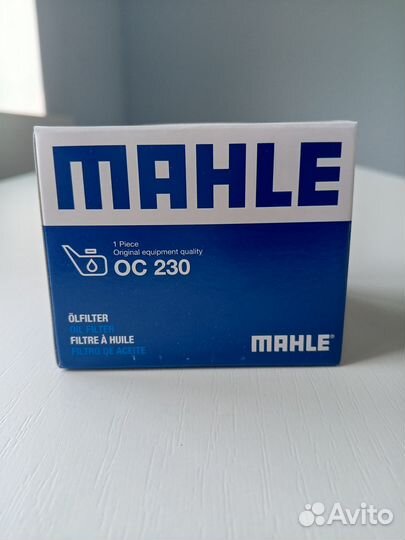 MAHLE
1 Piece
Original equipment quality
OC 230
ÖLFILTER
OIL FILTER
FILTRE À HUILE
FILTRO DE ACEITE
MAHLE®
Avito